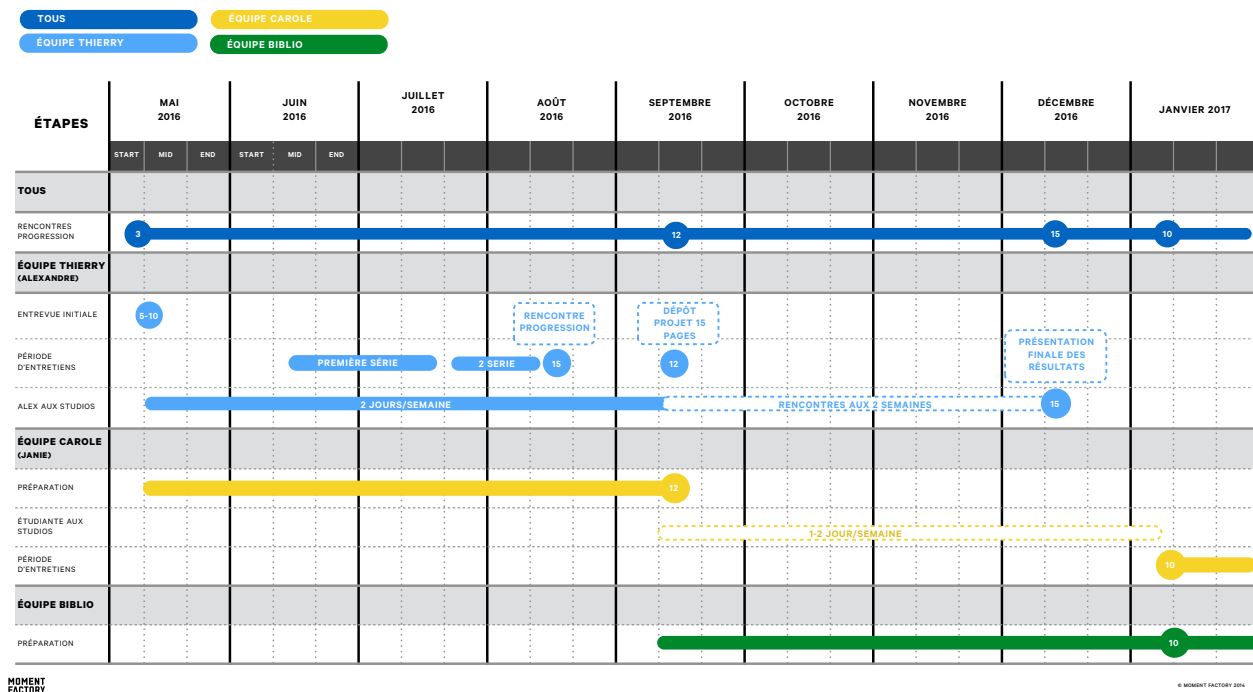 TOUS
ÉQUIPE CAROLE
ÉQUIPE THIERRY
ÉQUIPE BIBLIO
ÉTAPES
MAI
2016
JUIN
2016
JUILLET
2016
AOÛT
2016
SEPTEMBRE
2016
OCTOBRE
2016
NOVEMBRE
2016
DÉCEMBRE
2016
JANVIER 2017
START
MID
END
START
MID
END
TOUS
RENCONTRES
PROGRESSION
3
12
15
10
ÉQUIPE THIERRY
(ALEXANDRE)
ENTREVUE INITIALE
5-10
RENCONTRE
PROGRESSION
DÉPÔT
PROJET 15
PAGES
PÉRIODE
D'ENTRETIENS
PREMIÈRE SÉRIE
2 SERIE
15
12
PRÉSENTATION
FINALE DES
RÉSULTATS
ALEX AUX STUDIOS
2 JOURS/SEMAINE
RENCONTRES AUX 2 SEMAINES
15
ÉQUIPE CAROLE
(JANIE)
PRÉPARATION
12
ÉTUDIANTE AUX
STUDIOS
1-2 JOUR/SEMAINE
PÉRIODE
D'ENTRETIENS
10
ÉQUIPE BIBLIO
PRÉPARATION
10
MOMENT
FACTORY
© MOMENT FACTORY 2014